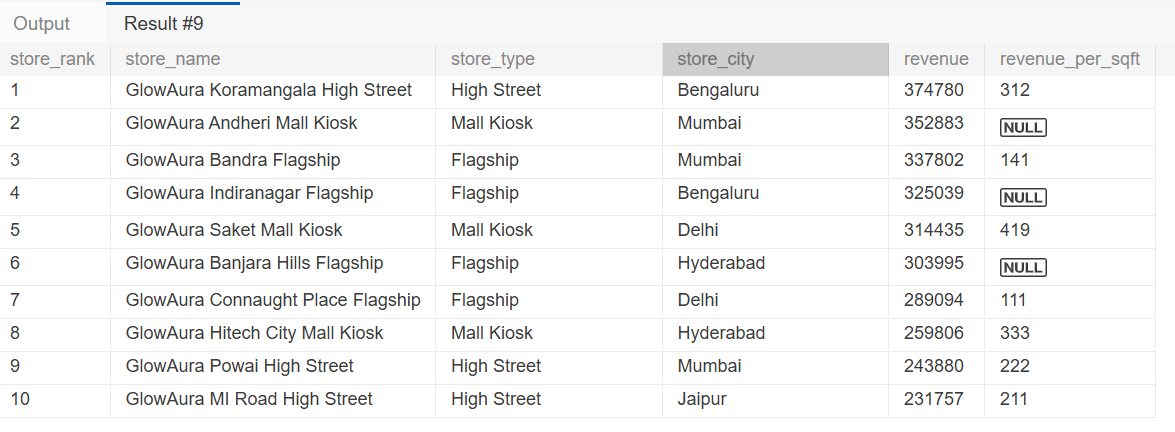 Output Result #9
store_rank store_name store_type store_city revenue revenue_per_sqft
1 GlowAura Koramangala High Street High Street Bengaluru 374780 312
2 GlowAura Andheri Mall Kiosk Mall Kiosk Mumbai 352883 NULL
3 GlowAura Bandra Flagship Flagship Mumbai 337802 141
4 GlowAura Indiranagar Flagship Flagship Bengaluru 325039 NULL
5 GlowAura Saket Mall Kiosk Mall Kiosk Delhi 314435 419
6 GlowAura Banjara Hills Flagship Flagship Hyderabad 303995 NULL
7 GlowAura Connaught Place Flagship Flagship Delhi 289094 111
8 GlowAura Hitech City Mall Kiosk Mall Kiosk Hyderabad 259806 333
9 GlowAura Powai High Street High Street Mumbai 243880 222
10 GlowAura MI Road High Street High Street Jaipur 231757 211